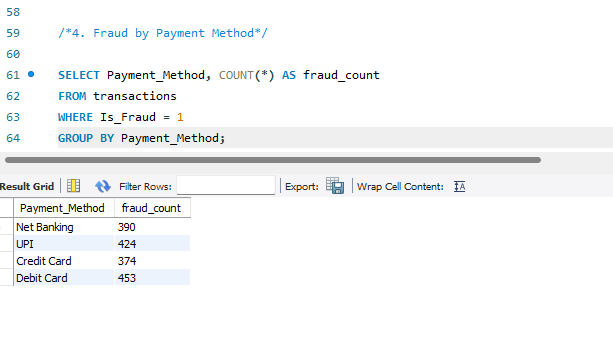 58
59 /*4. Fraud by Payment Method*/
60
61 SELECT Payment_Method, COUNT(*) AS fraud_count
62 FROM transactions
63 WHERE Is_Fraud = 1
64 GROUP BY Payment_Method;
Result Grid Filter Rows: Export: Wrap Cell Content: IA
Payment_Method fraud_count
Net Banking 390
UPI 424
Credit Card 374
Debit Card 453